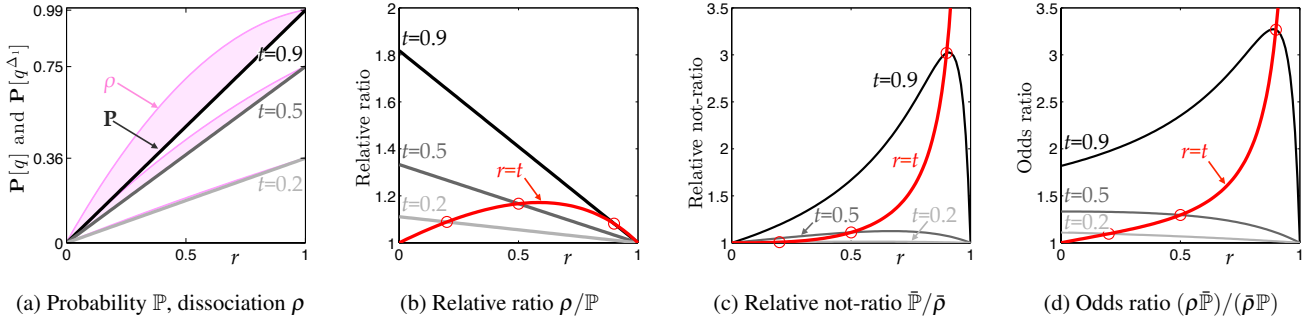 0.99
0.75
0.36
0
P[q] and P[q^Δ1]
ρ
P
t=0.9
t=0.5
t=0.2
0.5
1
r
(a) Probability ℙ, dissociation ρ
2
1.8
1.6
1.4
1.2
1
Relative ratio
t=0.9
t=0.5
t=0.2
r=t
0
0.5
1
r
(b) Relative ratio ρ/ℙ
3.5
3
2.5
2
1.5
1
Relative not-ratio
t=0.9
r=t
t=0.5
t=0.2
0
0.5
1
r
(c) Relative not-ratio ℙ̄/ρ̄
3.5
3
2.5
2
1.5
1
Odds ratio
t=0.9
t=0.5
t=0.2
r=t
0
0.5
1
r
(d) Odds ratio (ρℙ̄)/(ρ̄ℙ)